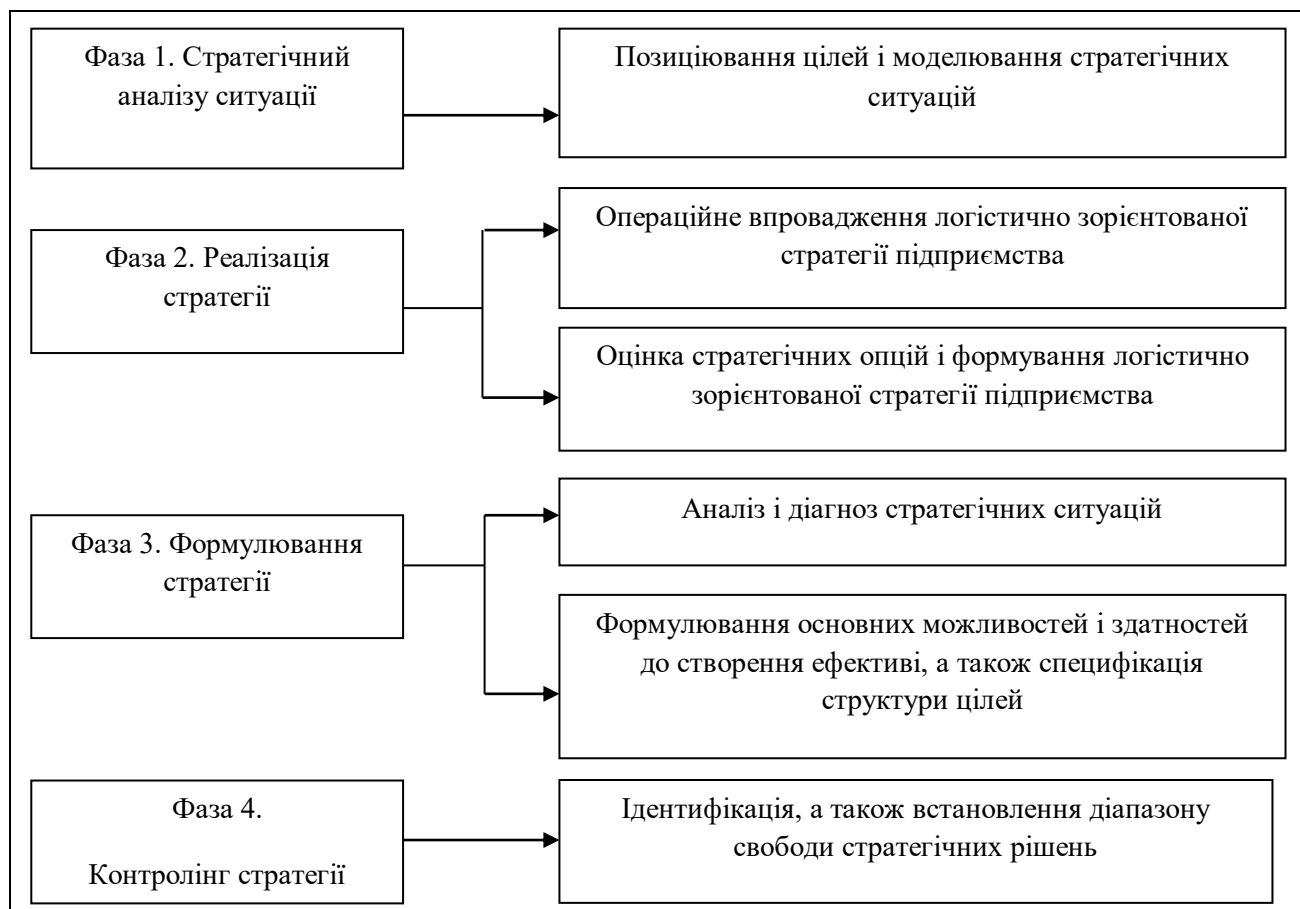 Фаза 1. Стратегічний
аналізу ситуації
Позиціювання цілей і моделювання стратегічних
ситуацій
Фаза 2. Реалізація
стратегії
Операційне впровадження логістично зорієнтованої
стратегії підприємства
Оцінка стратегічних опцій і формування логістично
зорієнтованої стратегії підприємства
Фаза 3. Формулювання
стратегії
Аналіз і діагноз стратегічних ситуацій
Формулювання основних можливостей і здатностей
до створення ефективі, а також специфікація
структури цілей
Фаза 4.
Контролінг стратегії
Ідентифікація, а також встановлення діапазону
свободи стратегічних рішень